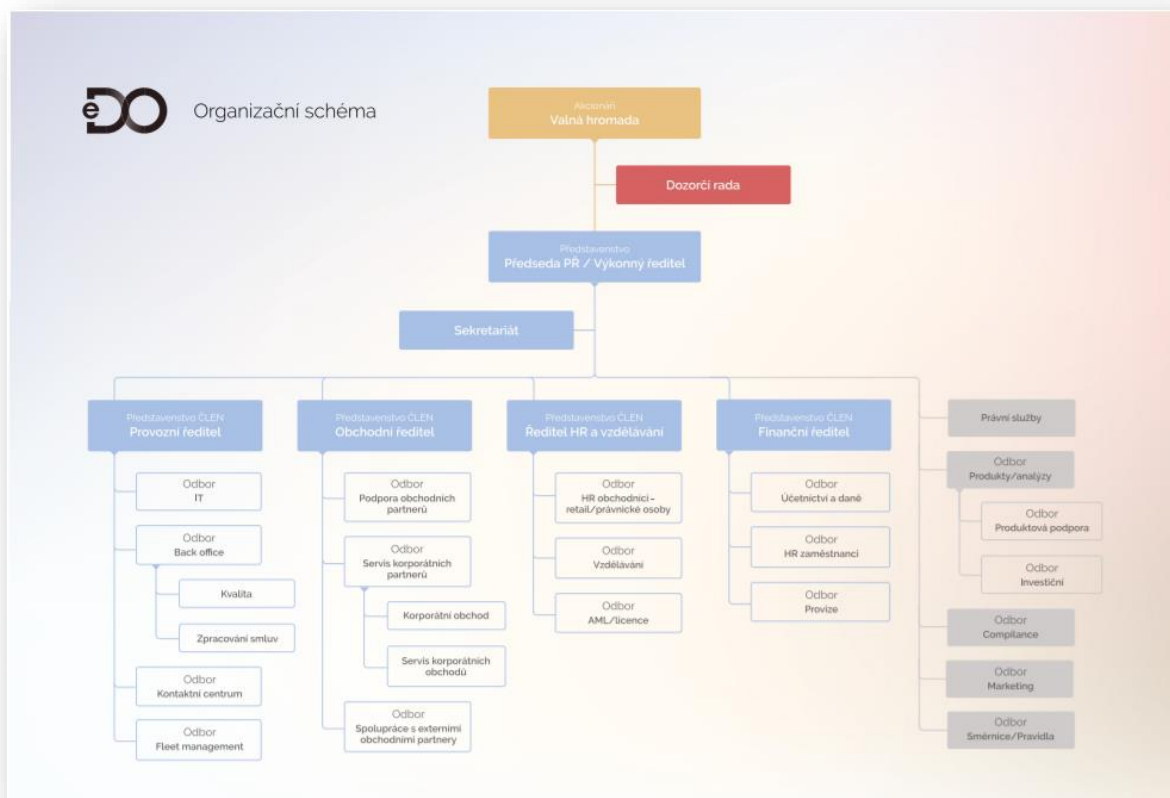 eDO
Organizační schéma
Akcionáři
Valná hromada
Dozorčí rada
Představenstvo
Předseda PŘ / Výkonný ředitel
Sekretariát
Představenstvo ČLEN
Provozní ředitel
Odbor
IT
Odbor
Back office
Kvalita
Zpracování smluv
Odbor
Kontaktní centrum
Odbor
Fleet management
Představenstvo ČLEN
Obchodní ředitel
Odbor
Podpora obchodních
partnerů
Odbor
Servis korporátních
partnerů
Korporátní obchod
Servis korporátních
obchodů
Odbor
Spolupráce s externími
obchodními partnery
Představenstvo ČLEN
Ředitel HR a vzdělávání
Odbor
HR obchodníci –
retail/právnické osoby
Odbor
Vzdělávání
Odbor
AML/licence
Představenstvo ČLEN
Finanční ředitel
Odbor
Účetnictví a daně
Odbor
HR zaměstnanci
Odbor
Provize
Právní služby
Odbor
Produkty/analýzy
Odbor
Produktová podpora
Odbor
Investiční
Odbor
Compilance
Odbor
Marketing
Odbor
Směrnice/Pravidla